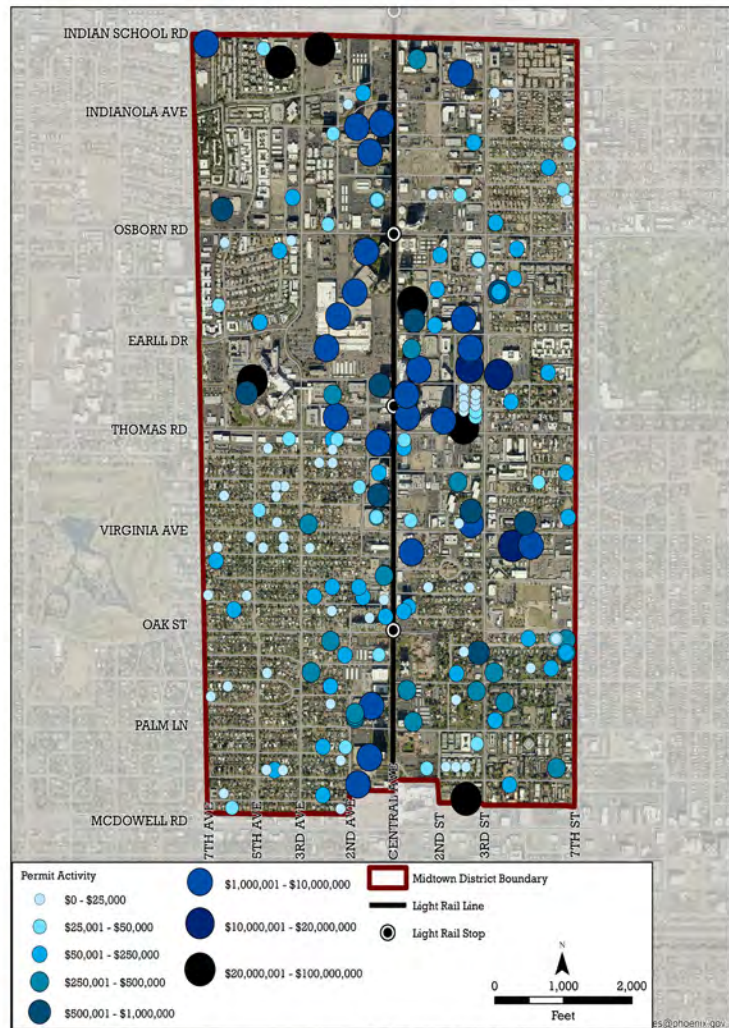 INDIAN SCHOOL RD
INDIANOLA AVE
OSBORN RD
EARLL DR
THOMAS RD
VIRGINIA AVE
OAK ST
PALM LN
MCDOWELL RD
7TH AVE
5TH AVE
3RD AVE
2ND AVE
CENTRAL AVE
2ND ST
3RD ST
7TH ST
Permit Activity
$0 - $25,000
$25,001 - $50,000
$50,001 - $250,000
$250,001 - $500,000
$500,001 - $1,000,000
$1,000,001 - $10,000,000
$10,000,001 - $20,000,000
$20,000,001 - $100,000,000
Midtown District Boundary
Light Rail Line
Light Rail Stop
N
0 1,000 2,000
Feet
es@phoenix.gov